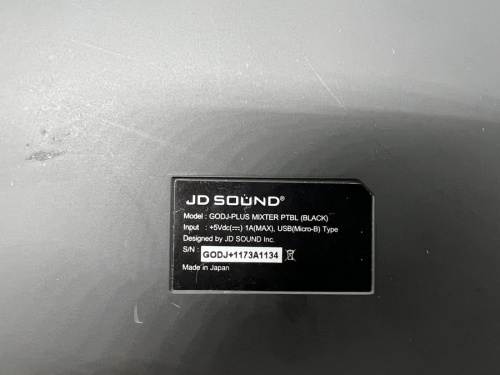 JD SOUND®
Model : GODJ-PLUS MIXTER PTBL (BLACK)
Input : +5Vdc(⎓) 1A(MAX), USB(Micro-B) Type
Designed by JD SOUND Inc.
S/N : GODJ+1173A1134
Made in Japan